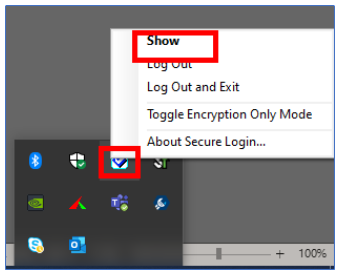 Show
Log Out
Log Out and Exit
Toggle Encryption Only Mode
About Secure Login...
100%